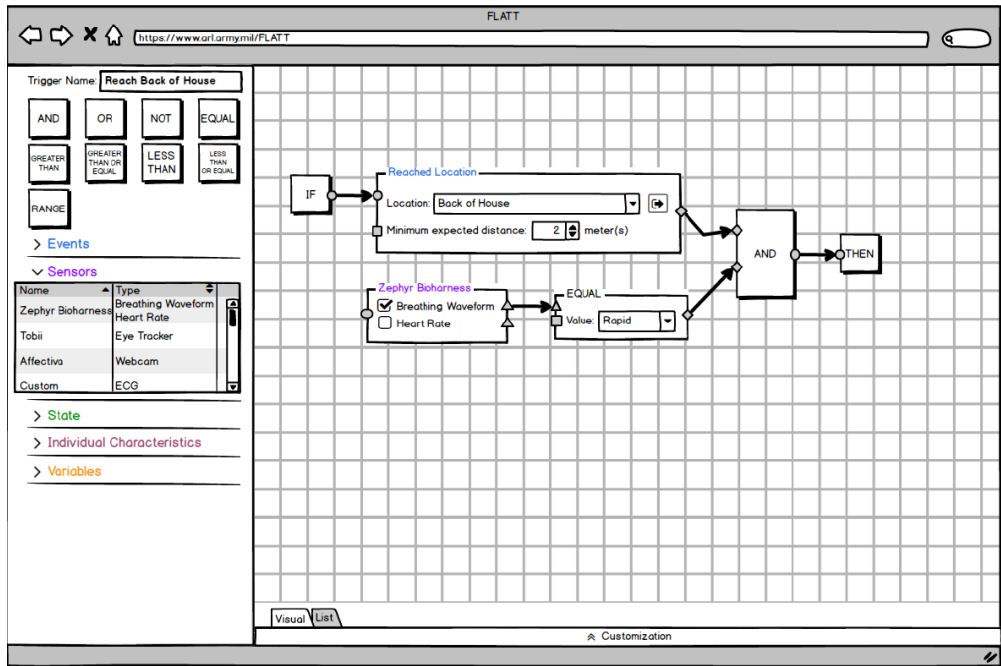 FLATT
https://www.arl.army.mil/FLATT
Trigger Name: Reach Back of House
AND OR NOT EQUAL
GREATER THAN
GREATER THAN OR EQUAL
LESS THAN
LESS THAN OR EQUAL
RANGE
Events
Sensors
Name Type
Zephyr Bioharness Breathing Waveform
Heart Rate
Tobii Eye Tracker
Affectiva Webcam
Custom ECG
State
Individual Characteristics
Variables
IF
Reached Location
Location: Back of House
Minimum expected distance: 2 meter(s)
Zephyr Bioharness
Breathing Waveform
Heart Rate
EQUAL
Value: Rapid
AND
THEN
Visual List
Customization